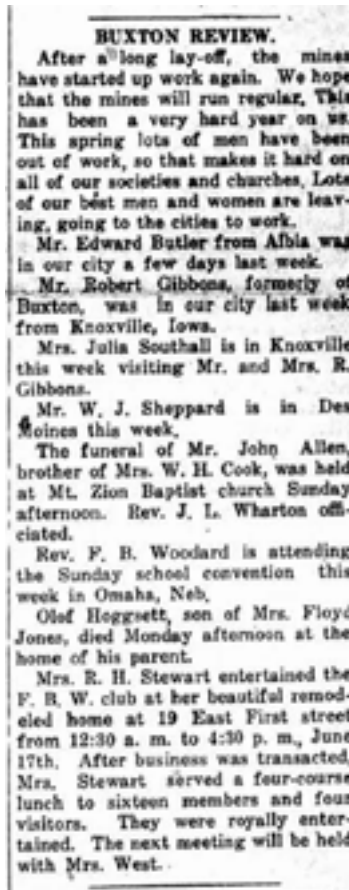 BUXTON REVIEW.
After a long lay-off, the mines
have started up work again. We hope
that the mines will run regular, This
has been a very hard year on us.
This spring lots of men have been
out of work, so that makes it hard on
all of our societies and churches, Lots
of our best men and women are leav-
ing, going to the cities to work.
Mr. Edward Butler from Albia was
in our city a few days last week.
Mr. Robert Gibbons, formerly of
Buxton, was in our city last week
from Knoxville, Iowa.
Mrs. Julia Southall is in Knoxville
this week visiting Mr. and Mrs. R.
Gibbons.
Mr. W. J. Sheppard is in Des
Moines this week.
The funeral of Mr. John Allen,
brother of Mrs. W. H. Cook, was held
at Mt. Zion Baptist church Sunday
afternoon. Rev. J. L. Wharton offi-
ciated.
Rev. F. B. Woodard is attending
the Sunday school convention this
week in Omaha, Neb.
Olof Hoggsett, son of Mrs. Floyd
Jones, died Monday afternoon at the
home of his parent.
Mrs. R. H. Stewart entertained the
F. B. W. club at her beautiful remod-
eled home at 19 East First street
from 12:30 a. m. to 4:30 p. m., June
17th. After business was transacted,
Mrs. Stewart served a four-course
lunch to sixteen members and four
visitors. They were royally enter-
tained. The next meeting will be held
with Mrs. West.